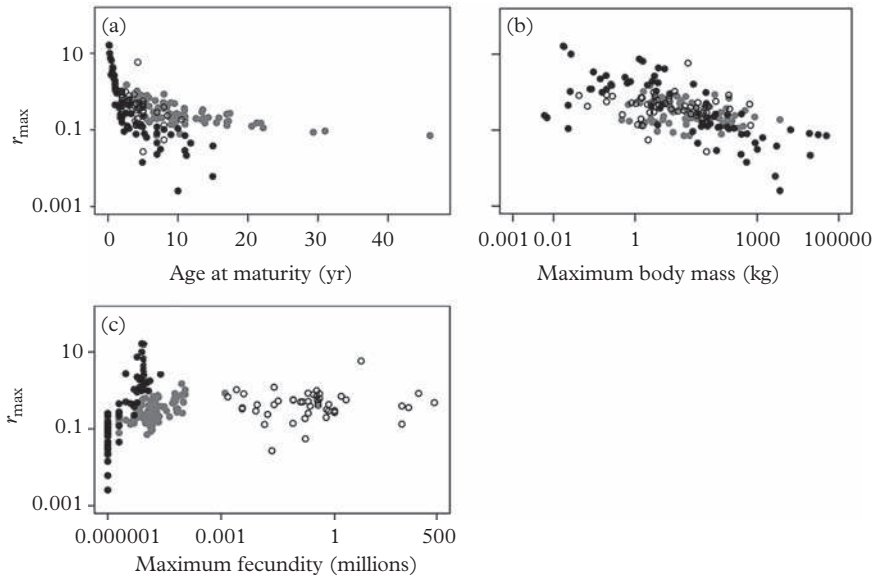 (a)
10
0.1
0.001
r max
0 10 20 30 40
Age at maturity (yr)
(b)
0.001 0.01 1 1000 100000
Maximum body mass (kg)
(c)
10
0.1
0.001
r max
0.000001 0.001 1 500
Maximum fecundity (millions)